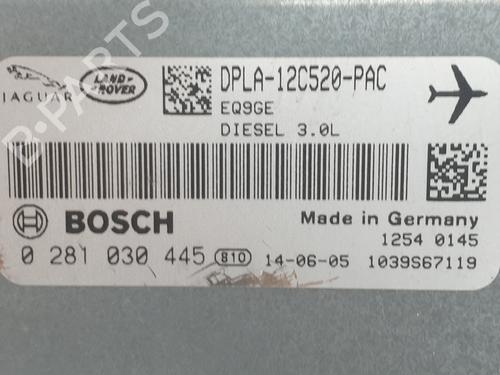 JAGUAR
LAND-
ROVER
DPLA-12C520-PAC
EQ9GE
DIESEL 3.0L
BOSCH
Made in Germany
1254 0145
0 281 030 445 810 14-06-05 1039S67119
B-PARTS